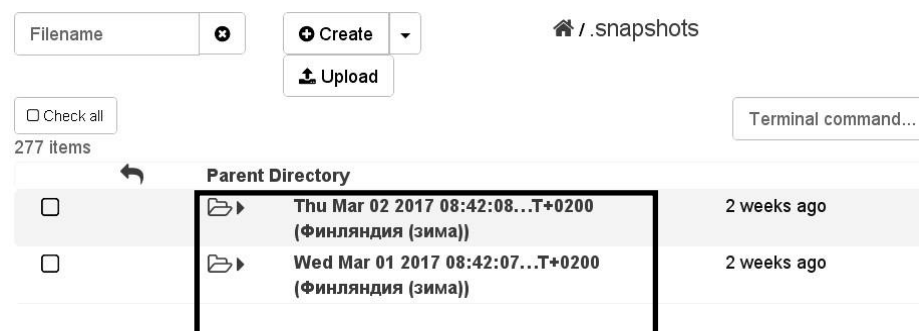 Filename
Create
/ .snapshots
Upload
Check all
Terminal command...
277 items
Parent Directory
Thu Mar 02 2017 08:42:08...T+0200
(Финляндия (зима))
2 weeks ago
Wed Mar 01 2017 08:42:07...T+0200
(Финляндия (зима))
2 weeks ago